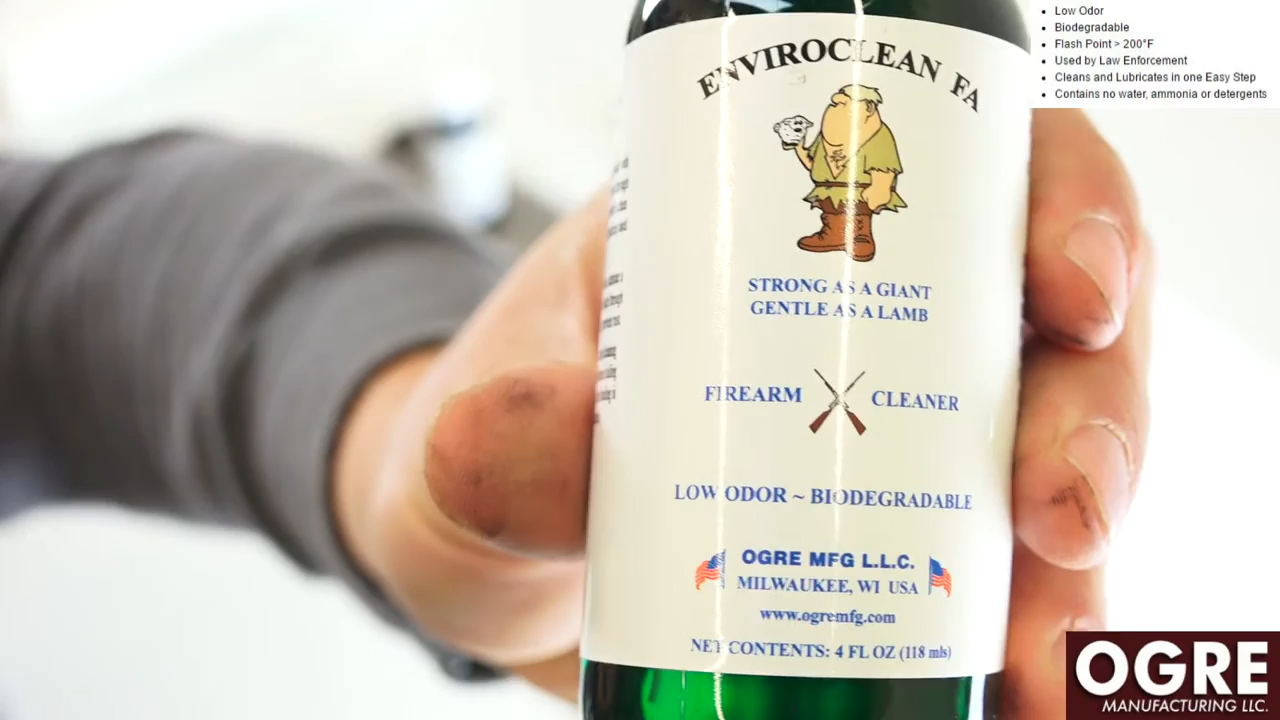 Low Odor
Biodegradable
Flash Point > 200°F
Used by Law Enforcement
Cleans and Lubricates in one Easy Step
Contains no water, ammonia or detergents
ENVIROCLEAN FA
STRONG AS A GIANT
GENTLE AS A LAMB
FIREARM CLEANER
LOW ODOR ~ BIODEGRADABLE
OGRE MFG L.L.C.
MILWAUKEE, WI USA
www.ogremfg.com
NET CONTENTS: 4 FL OZ (118 mls)
OGRE
MANUFACTURING LLC.